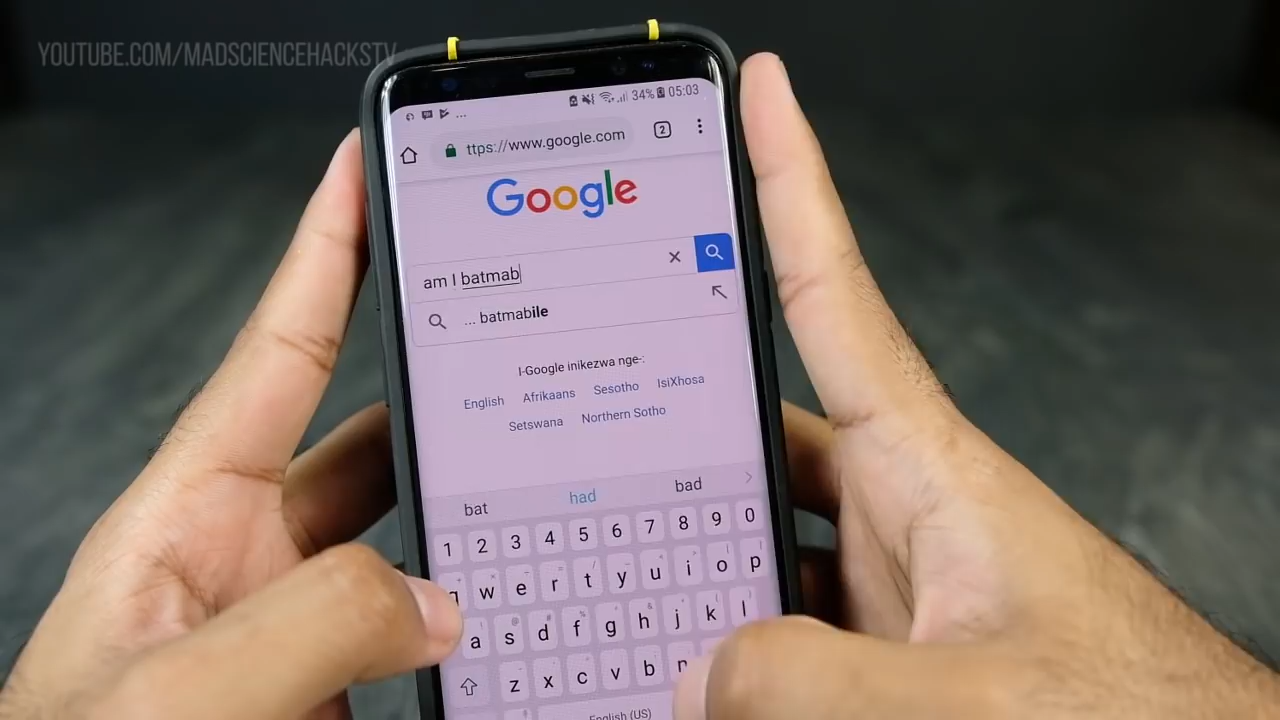 YOUTUBE.COM/MADSCIENCEHACKSTV
34% 05:03
ttps://www.google.com
2
Google
am I batmab
... batmabile
I-Google inikezwa nge-:
English Afrikaans Sesotho IsiXhosa
Setswana Northern Sotho
bat had bad
1 2 3 4 5 6 7 8 9 0
q w e r t y u i o p
a s d f g h j k l
z x c v b n
English (US)